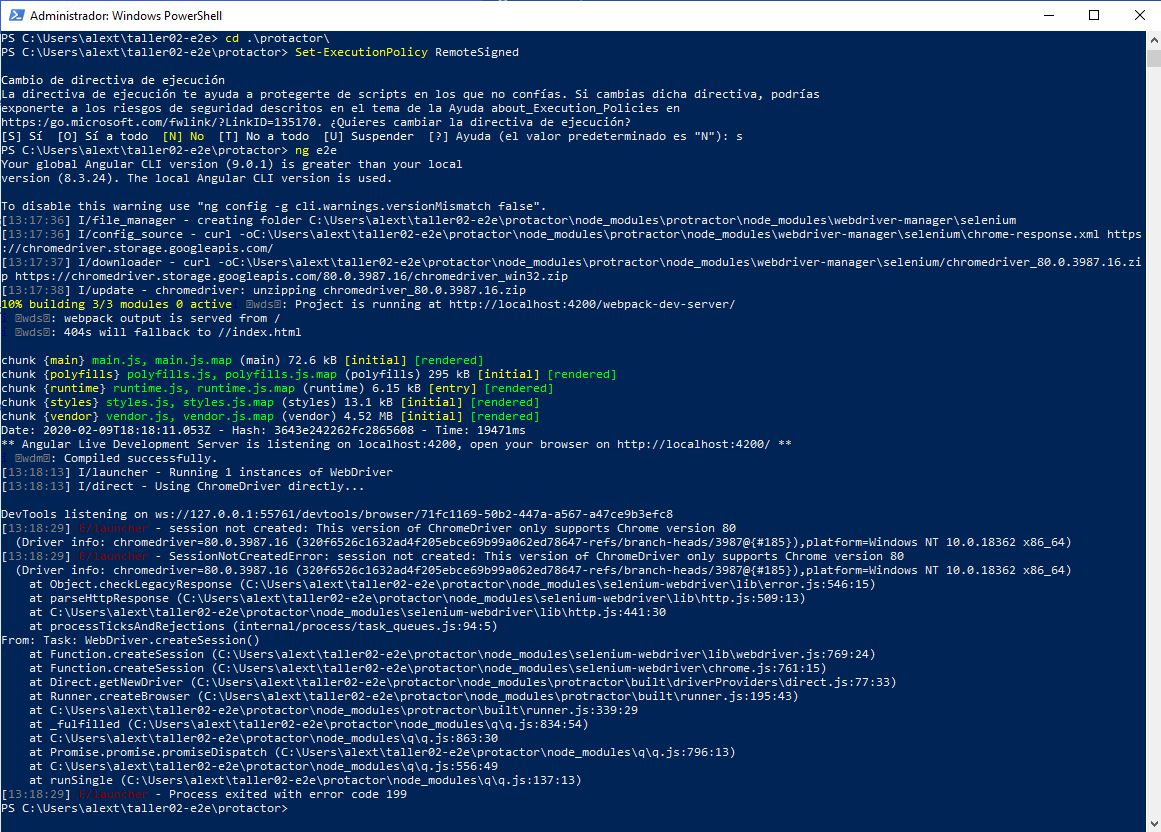 Administrador: Windows PowerShell
PS C:\Users\alext\taller02-e2e> cd .\protactor\
PS C:\Users\alext\taller02-e2e\protactor> Set-ExecutionPolicy RemoteSigned

Cambio de directiva de ejecución
La directiva de ejecución te ayuda a protegerte de scripts en los que no confías. Si cambias dicha directiva, podrías
exponerte a los riesgos de seguridad descritos en el tema de la Ayuda about_Execution_Policies en
https:/go.microsoft.com/fwlink/?LinkID=135170. ¿Quieres cambiar la directiva de ejecución?
[S] Sí  [O] Sí a todo  [N] No  [T] No a todo  [U] Suspender  [?] Ayuda (el valor predeterminado es "N"): s
PS C:\Users\alext\taller02-e2e\protactor> ng e2e
Your global Angular CLI version (9.0.1) is greater than your local
version (8.3.24). The local Angular CLI version is used.

To disable this warning use "ng config -g cli.warnings.versionMismatch false".
[13:17:36] I/file_manager - creating folder C:\Users\alext\taller02-e2e\protactor\node_modules\protractor\node_modules\webdriver-manager\selenium
[13:17:36] I/config_source - curl -oC:\Users\alext\taller02-e2e\protactor\node_modules\protractor\node_modules\webdriver-manager\selenium\chrome-response.xml https
://chromedriver.storage.googleapis.com/
[13:17:37] I/downloader - curl -oC:\Users\alext\taller02-e2e\protactor\node_modules\protractor\node_modules\webdriver-manager\selenium/chromedriver_80.0.3987.16.zi
p https://chromedriver.storage.googleapis.com/80.0.3987.16/chromedriver_win32.zip
[13:17:38] I/update - chromedriver: unzipping chromedriver_80.0.3987.16.zip
10% building 3/3 modules 0 active ｢wds｣: Project is running at http://localhost:4200/webpack-dev-server/
｢wds｣: webpack output is served from /
｢wds｣: 404s will fallback to //index.html

chunk {main} main.js, main.js.map (main) 72.6 kB [initial] [rendered]
chunk {polyfills} polyfills.js, polyfills.js.map (polyfills) 295 kB [initial] [rendered]
chunk {runtime} runtime.js, runtime.js.map (runtime) 6.15 kB [entry] [rendered]
chunk {styles} styles.js, styles.js.map (styles) 13.1 kB [initial] [rendered]
chunk {vendor} vendor.js, vendor.js.map (vendor) 4.52 MB [initial] [rendered]
Date: 2020-02-09T18:18:11.053Z - Hash: 3643e242262fc2865608 - Time: 19471ms
** Angular Live Development Server is listening on localhost:4200, open your browser on http://localhost:4200/ **
｢wdm｣: Compiled successfully.
[13:18:13] I/launcher - Running 1 instances of WebDriver
[13:18:13] I/direct - Using ChromeDriver directly...

DevTools listening on ws://127.0.0.1:55761/devtools/browser/71fc1169-50b2-447a-a567-a47ce9b3efc8
[13:18:29] E/launcher - session not created: This version of ChromeDriver only supports Chrome version 80
  (Driver info: chromedriver=80.0.3987.16 (320f6526c1632ad4f205ebce69b99a062ed78647-refs/branch-heads/3987@{#185}),platform=Windows NT 10.0.18362 x86_64)
[13:18:29] E/launcher - SessionNotCreatedError: session not created: This version of ChromeDriver only supports Chrome version 80
  (Driver info: chromedriver=80.0.3987.16 (320f6526c1632ad4f205ebce69b99a062ed78647-refs/branch-heads/3987@{#185}),platform=Windows NT 10.0.18362 x86_64)
    at Object.checkLegacyResponse (C:\Users\alext\taller02-e2e\protactor\node_modules\selenium-webdriver\lib\error.js:546:15)
    at parseHttpResponse (C:\Users\alext\taller02-e2e\protactor\node_modules\selenium-webdriver\lib\http.js:509:13)
    at C:\Users\alext\taller02-e2e\protactor\node_modules\selenium-webdriver\lib\http.js:441:30
    at processTicksAndRejections (internal/process/task_queues.js:94:5)
From: Task: WebDriver.createSession()
    at Function.createSession (C:\Users\alext\taller02-e2e\protactor\node_modules\selenium-webdriver\lib\webdriver.js:769:24)
    at Function.createSession (C:\Users\alext\taller02-e2e\protactor\node_modules\selenium-webdriver\chrome.js:761:15)
    at Direct.getNewDriver (C:\Users\alext\taller02-e2e\protactor\node_modules\protractor\built\driverProviders\direct.js:77:33)
    at Runner.createBrowser (C:\Users\alext\taller02-e2e\protactor\node_modules\protractor\built\runner.js:195:43)
    at C:\Users\alext\taller02-e2e\protactor\node_modules\protractor\built\runner.js:339:29
    at _fulfilled (C:\Users\alext\taller02-e2e\protactor\node_modules\q\q.js:834:54)
    at C:\Users\alext\taller02-e2e\protactor\node_modules\q\q.js:863:30
    at Promise.promise.promiseDispatch (C:\Users\alext\taller02-e2e\protactor\node_modules\q\q.js:796:13)
    at C:\Users\alext\taller02-e2e\protactor\node_modules\q\q.js:556:49
    at runSingle (C:\Users\alext\taller02-e2e\protactor\node_modules\q\q.js:137:13)
[13:18:29] E/launcher - Process exited with error code 199
PS C:\Users\alext\taller02-e2e\protactor>